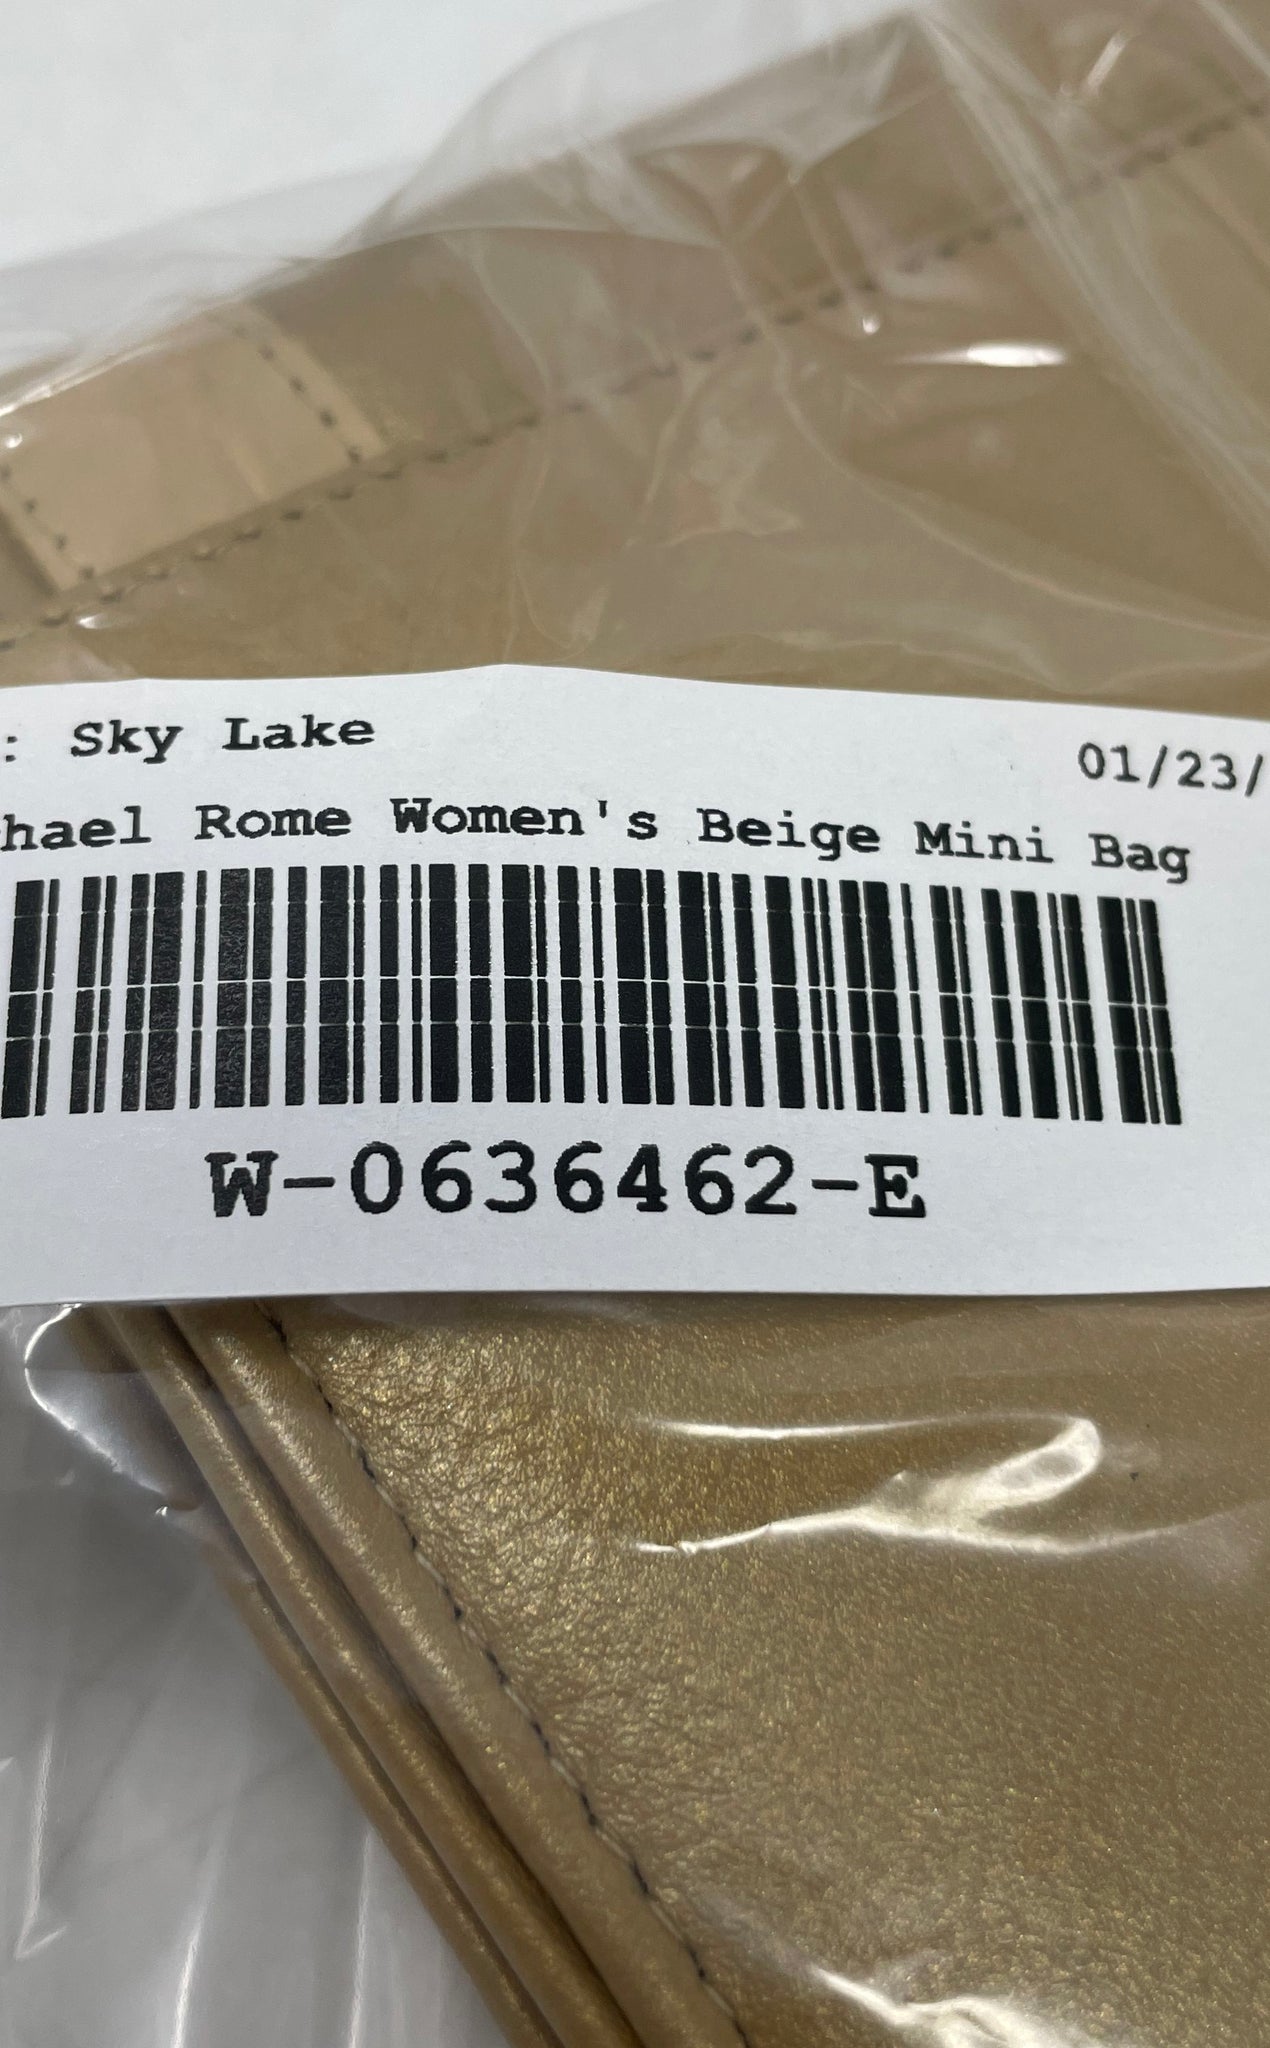 : Sky Lake
01/23/
hael Rome Women's Beige Mini Bag
W-0636462-E